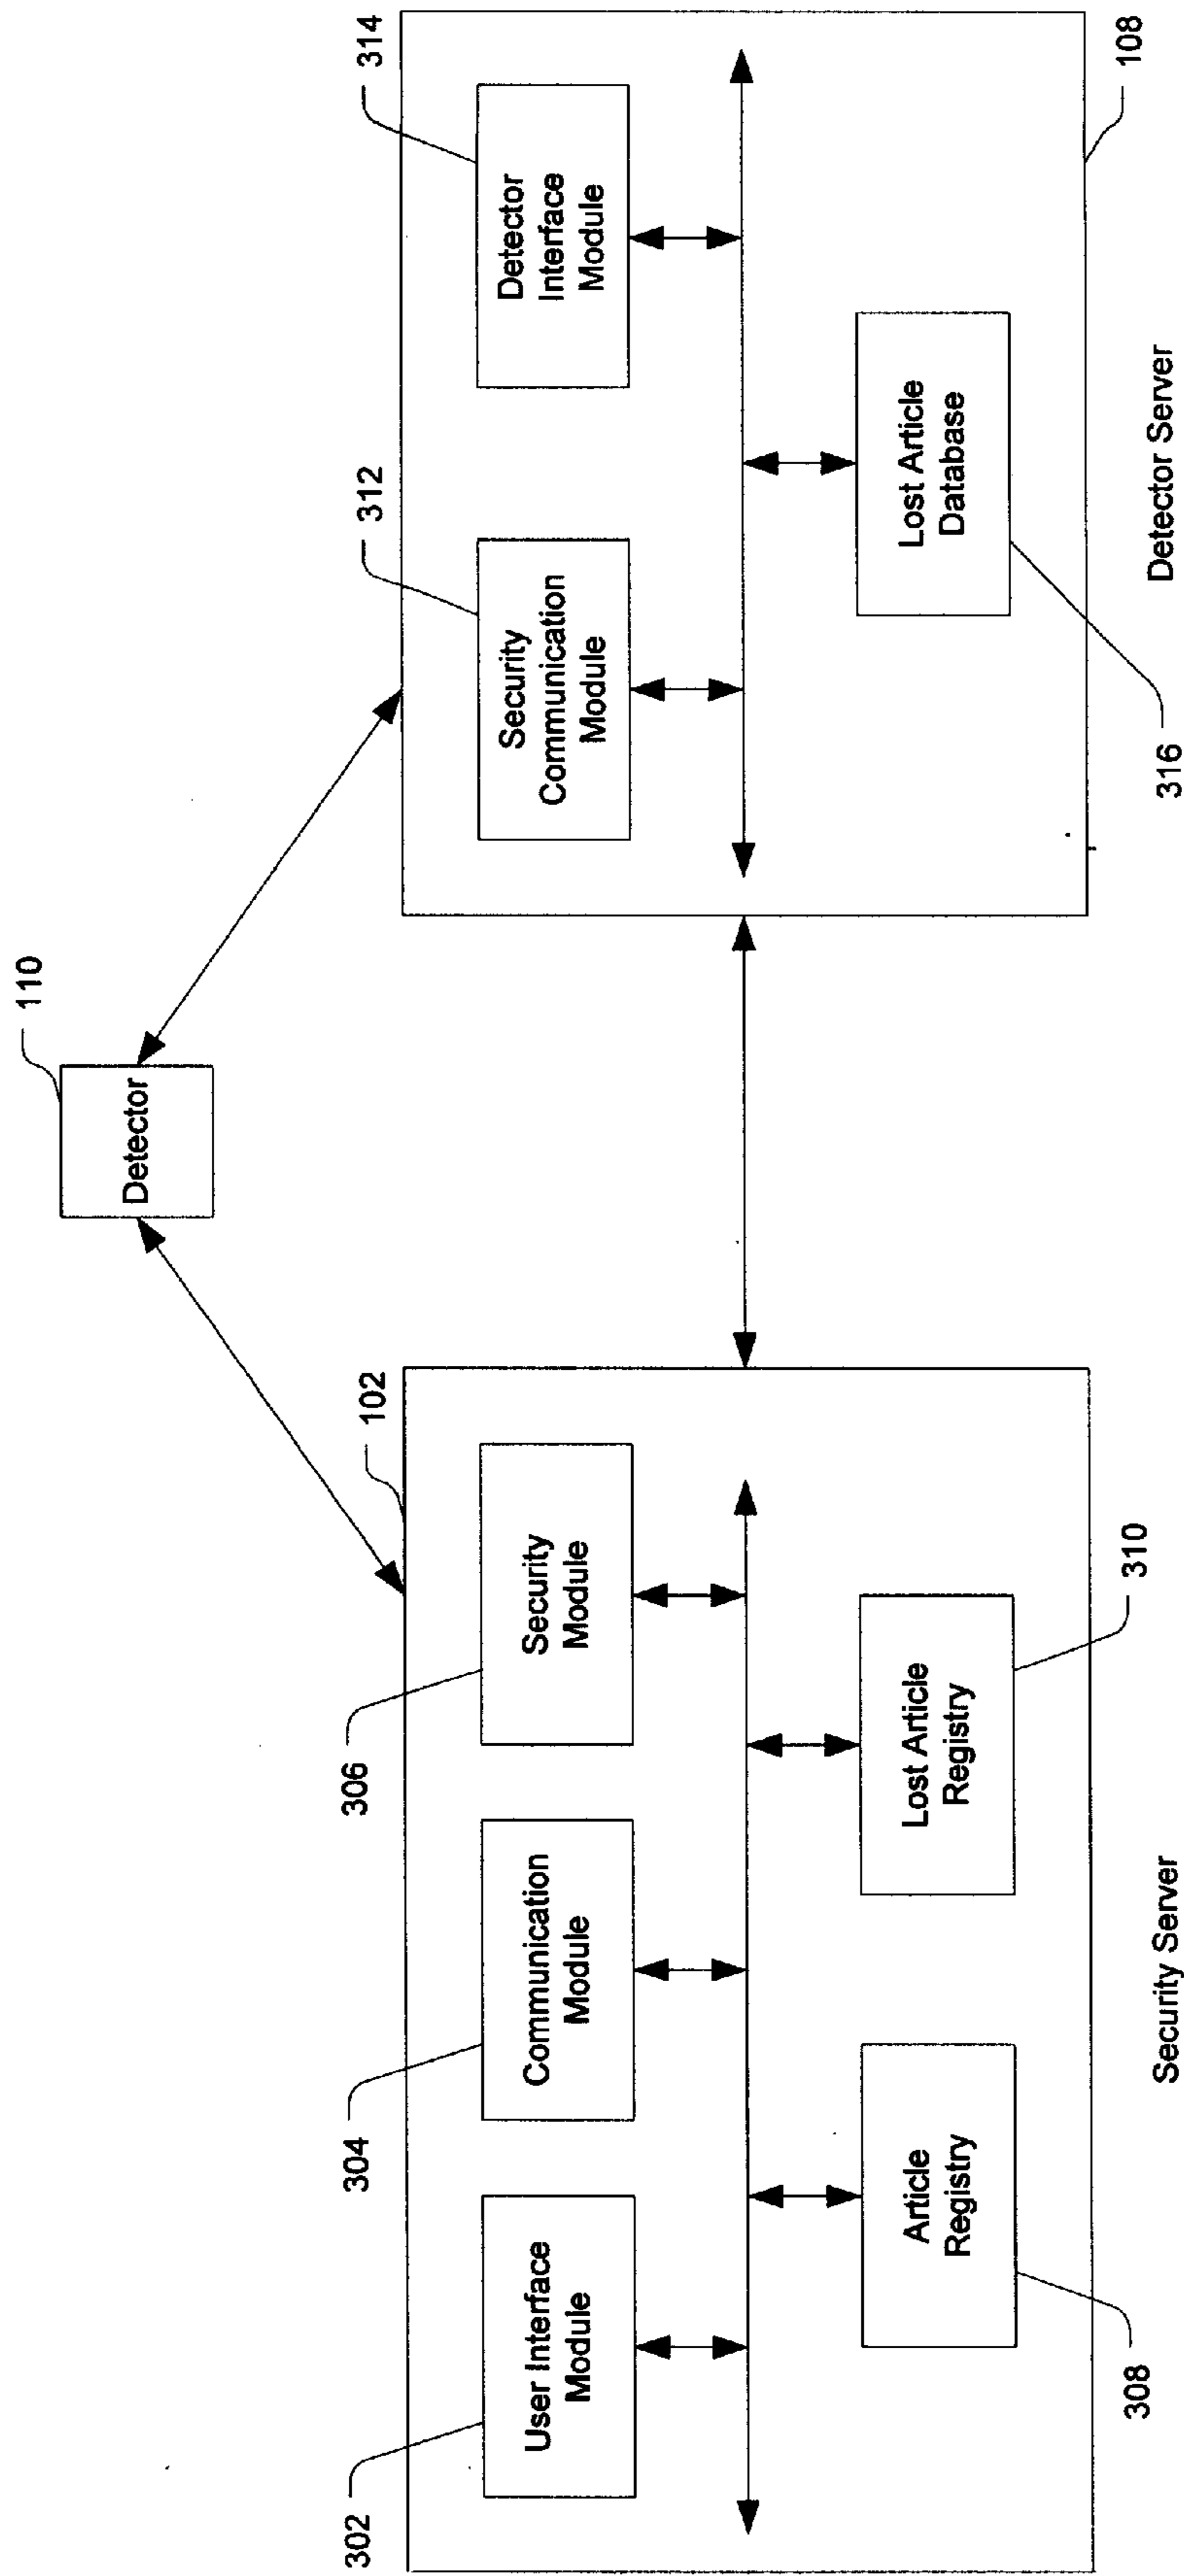 110
Detector
102
302
User Interface
Module
304
Communication
Module
306
Security
Module
308
Article
Registry
310
Lost Article
Registry
Security Server
312
Security
Communication
Module
314
Detector
Interface
Module
316
Lost Article
Database
108
Detector Server